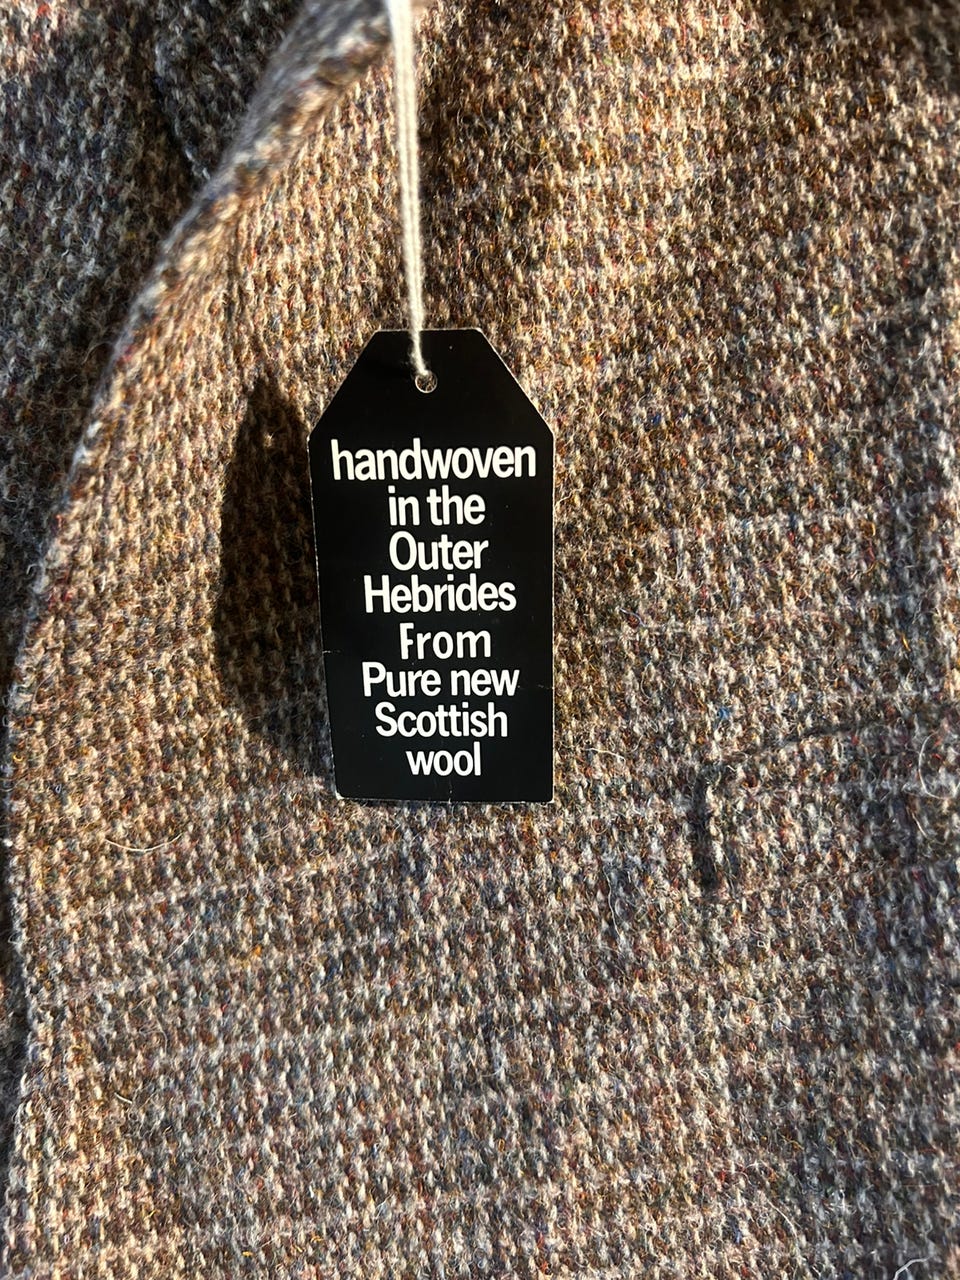 handwoven
in the
Outer
Hebrides
From
Pure new
Scottish
wool